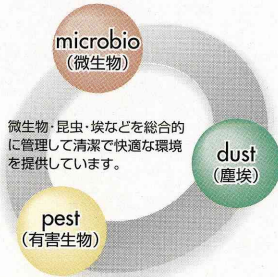 microbio
(微生物)
微生物・昆虫・埃などを総合的
に管理して清潔で快適な環境
を提供しています。
dust
(塵埃)
pest
(有害生物)